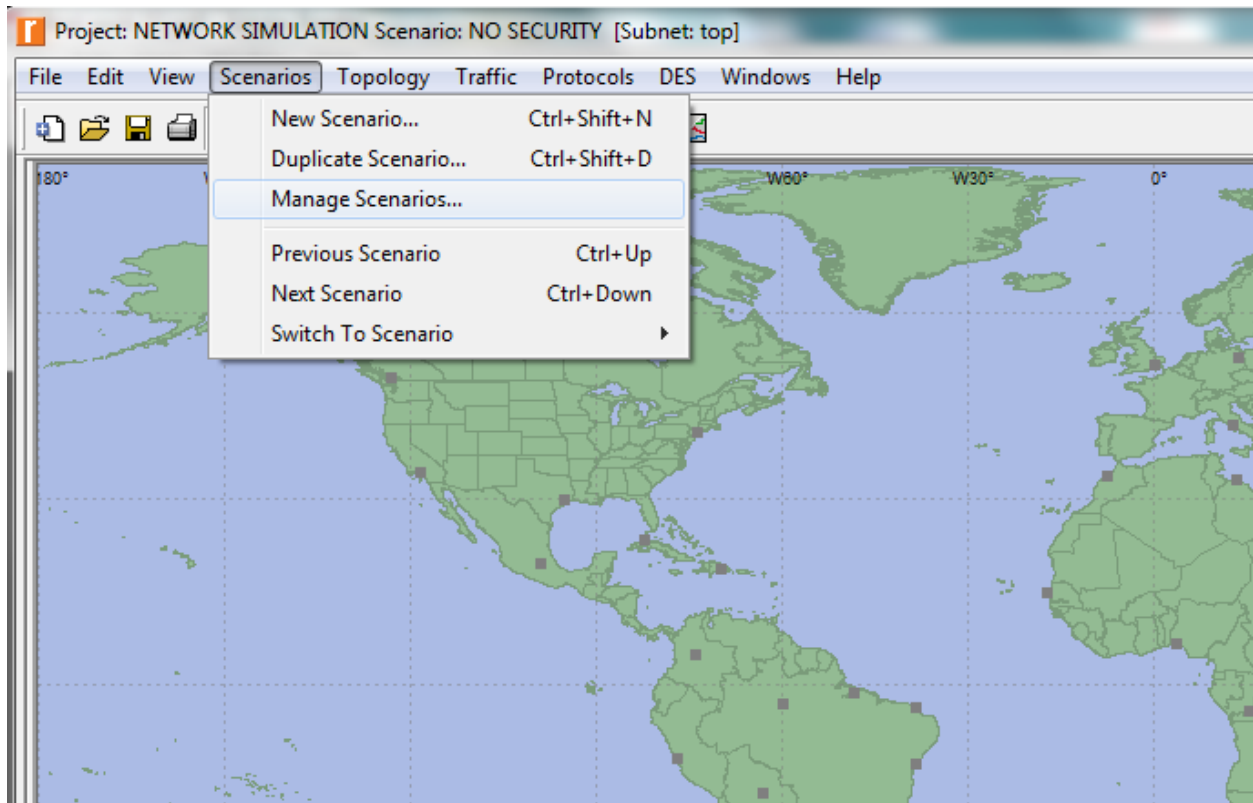 Project: NETWORK SIMULATION Scenario: NO SECURITY [Subnet: top]
File Edit View Scenarios Topology Traffic Protocols DES Windows Help
New Scenario... Ctrl+Shift+N
Duplicate Scenario... Ctrl+Shift+D
180° W60° W30° 0°
Manage Scenarios...
Previous Scenario Ctrl+Up
Next Scenario Ctrl+Down
Switch To Scenario